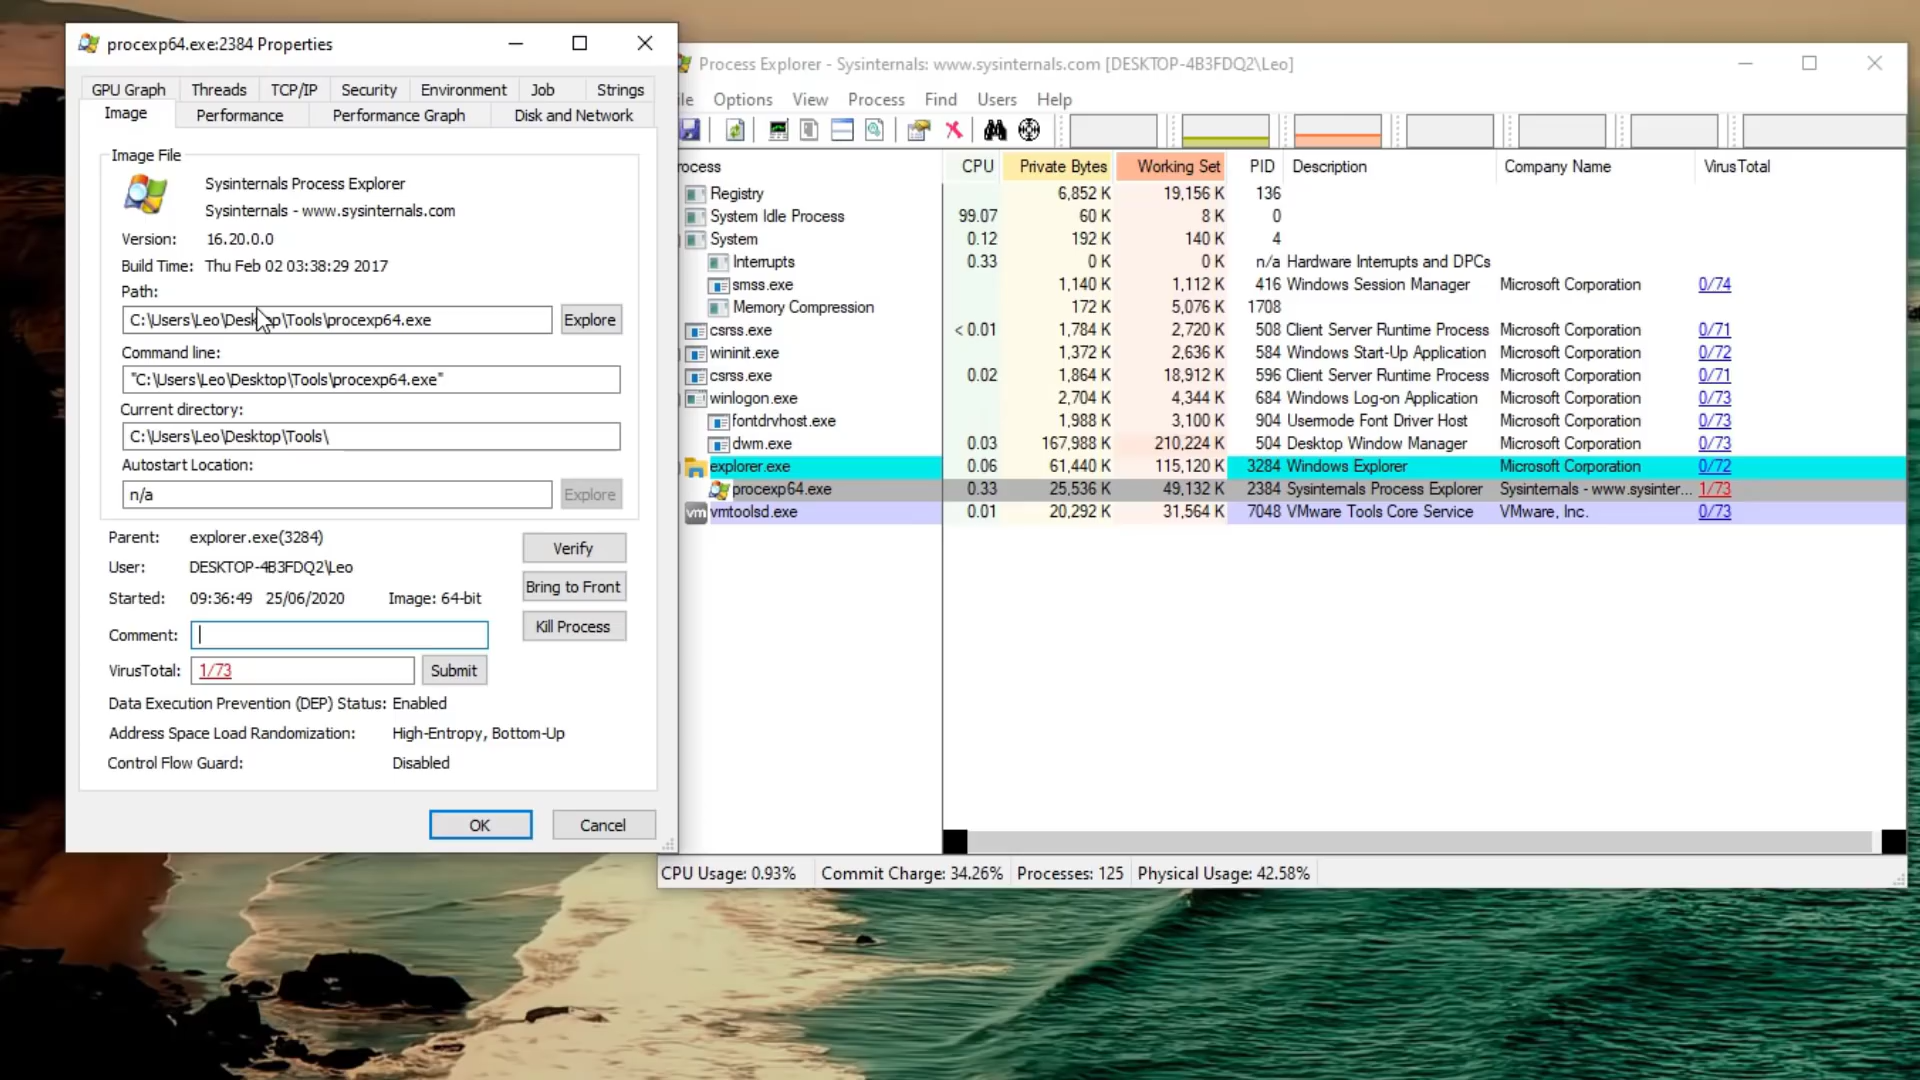 procexp64.exe:2384 Properties
GPU Graph Threads TCP/IP Security Environment Job Strings
Image Performance Performance Graph Disk and Network
Image File
Sysinternals Process Explorer
Sysinternals - www.sysinternals.com
Version: 16.20.0.0
Build Time: Thu Feb 02 03:38:29 2017
Path:
C:\Users\Leo\Desktop\Tools\procexp64.exe Explore
Command line:
"C:\Users\Leo\Desktop\Tools\procexp64.exe"
Current directory:
C:\Users\Leo\Desktop\Tools\
Autostart Location:
n/a Explore
Parent: explorer.exe(3284) Verify
User: DESKTOP-4B3FDQ2\Leo Bring to Front
Started: 09:36:49 25/06/2020 Image: 64-bit
Kill Process
Comment:
VirusTotal: 1/73 Submit
Data Execution Prevention (DEP) Status: Enabled
Address Space Load Randomization: High-Entropy, Bottom-Up
Control Flow Guard: Disabled
OK Cancel
Process Explorer - Sysinternals: www.sysinternals.com [DESKTOP-4B3FDQ2\Leo]
ile Options View Process Find Users Help
rocess CPU Private Bytes Working Set PID Description Company Name VirusTotal
Registry 6,852 K 19,156 K 136
System Idle Process 99.07 60 K 8 K 0
System 0.12 192 K 140 K 4
Interrupts 0.33 0 K 0 K n/a Hardware Interrupts and DPCs
smss.exe 1,140 K 1,112 K 416 Windows Session Manager Microsoft Corporation 0/74
Memory Compression 172 K 5,076 K 1708
csrss.exe < 0.01 1,784 K 2,720 K 508 Client Server Runtime Process Microsoft Corporation 0/71
wininit.exe 1,372 K 2,636 K 584 Windows Start-Up Application Microsoft Corporation 0/72
csrss.exe 0.02 1,864 K 18,912 K 596 Client Server Runtime Process Microsoft Corporation 0/71
winlogon.exe 2,704 K 4,344 K 684 Windows Log-on Application Microsoft Corporation 0/73
fontdrvhost.exe 1,988 K 3,100 K 904 Usermode Font Driver Host Microsoft Corporation 0/73
dwm.exe 0.03 167,988 K 210,224 K 504 Desktop Window Manager Microsoft Corporation 0/73
explorer.exe 0.06 61,440 K 115,120 K 3284 Windows Explorer Microsoft Corporation 0/72
procexp64.exe 0.33 25,536 K 49,132 K 2384 Sysinternals Process Explorer Sysinternals - www.sysinter... 1/73
vm vmtoolsd.exe 0.01 20,292 K 31,564 K 7048 VMware Tools Core Service VMware, Inc. 0/73
CPU Usage: 0.93% Commit Charge: 34.26% Processes: 125 Physical Usage: 42.58%